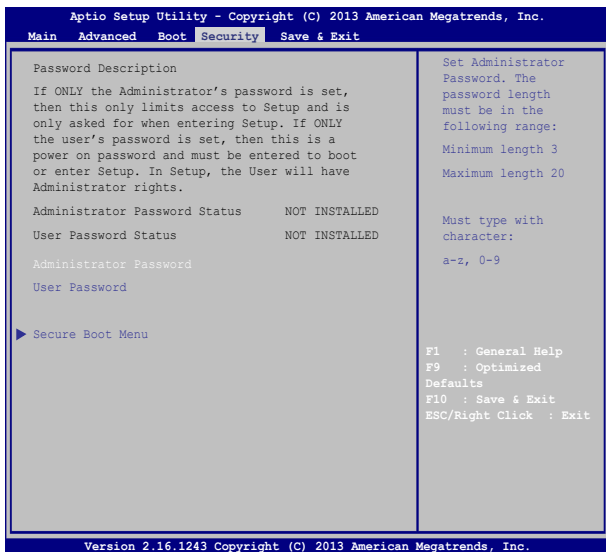 Aptio Setup Utility - Copyright (C) 2013 American Megatrends, Inc.
Main Advanced Boot Security Save & Exit
Password Description
If ONLY the Administrator's password is set,
then this only limits access to Setup and is
only asked for when entering Setup. If ONLY
the user's password is set, then this is a
power on password and must be entered to boot
or enter Setup. In Setup, the User will have
Administrator rights.
Administrator Password Status NOT INSTALLED
User Password Status NOT INSTALLED
Administrator Password
User Password
Secure Boot Menu
Set Administrator
Password. The
password length
must be in the
following range:
Minimum length 3
Maximum length 20
Must type with
character:
a-z, 0-9
F1 : General Help
F9 : Optimized
Defaults
F10 : Save & Exit
ESC/Right Click : Exit
Version 2.16.1243 Copyright (C) 2013 American Megatrends, Inc.